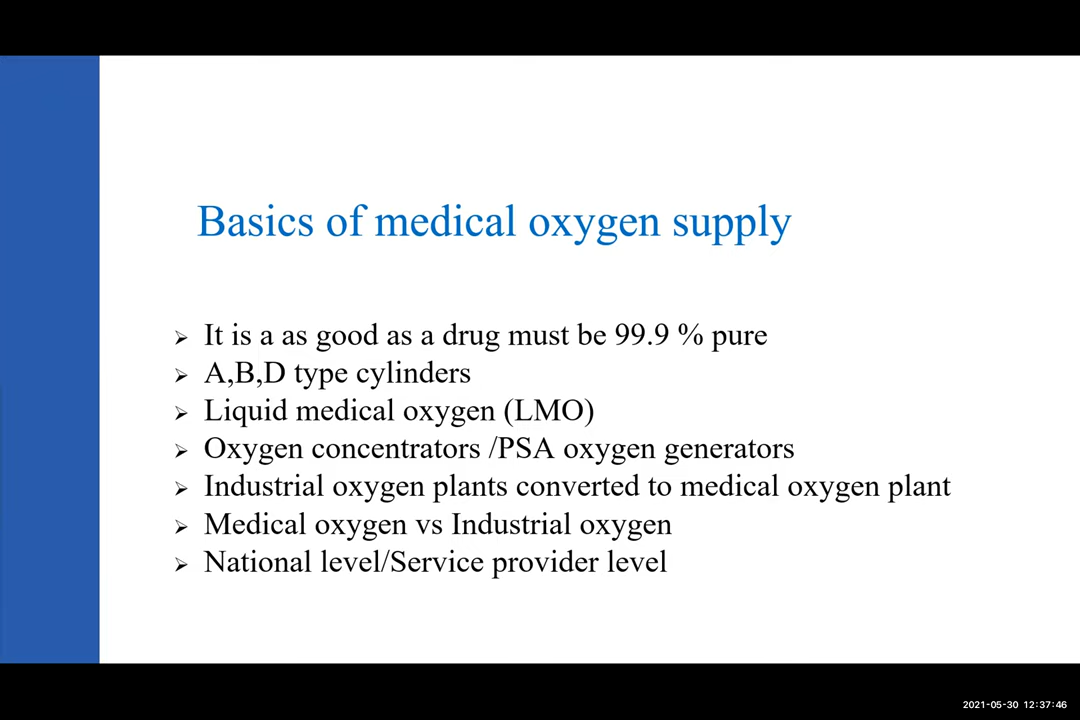 Basics of medical oxygen supply
➢ It is a as good as a drug must be 99.9 % pure
➢ A,B,D type cylinders
➢ Liquid medical oxygen (LMO)
➢ Oxygen concentrators /PSA oxygen generators
➢ Industrial oxygen plants converted to medical oxygen plant
➢ Medical oxygen vs Industrial oxygen
➢ National level/Service provider level
2021-05-30 12:37:46